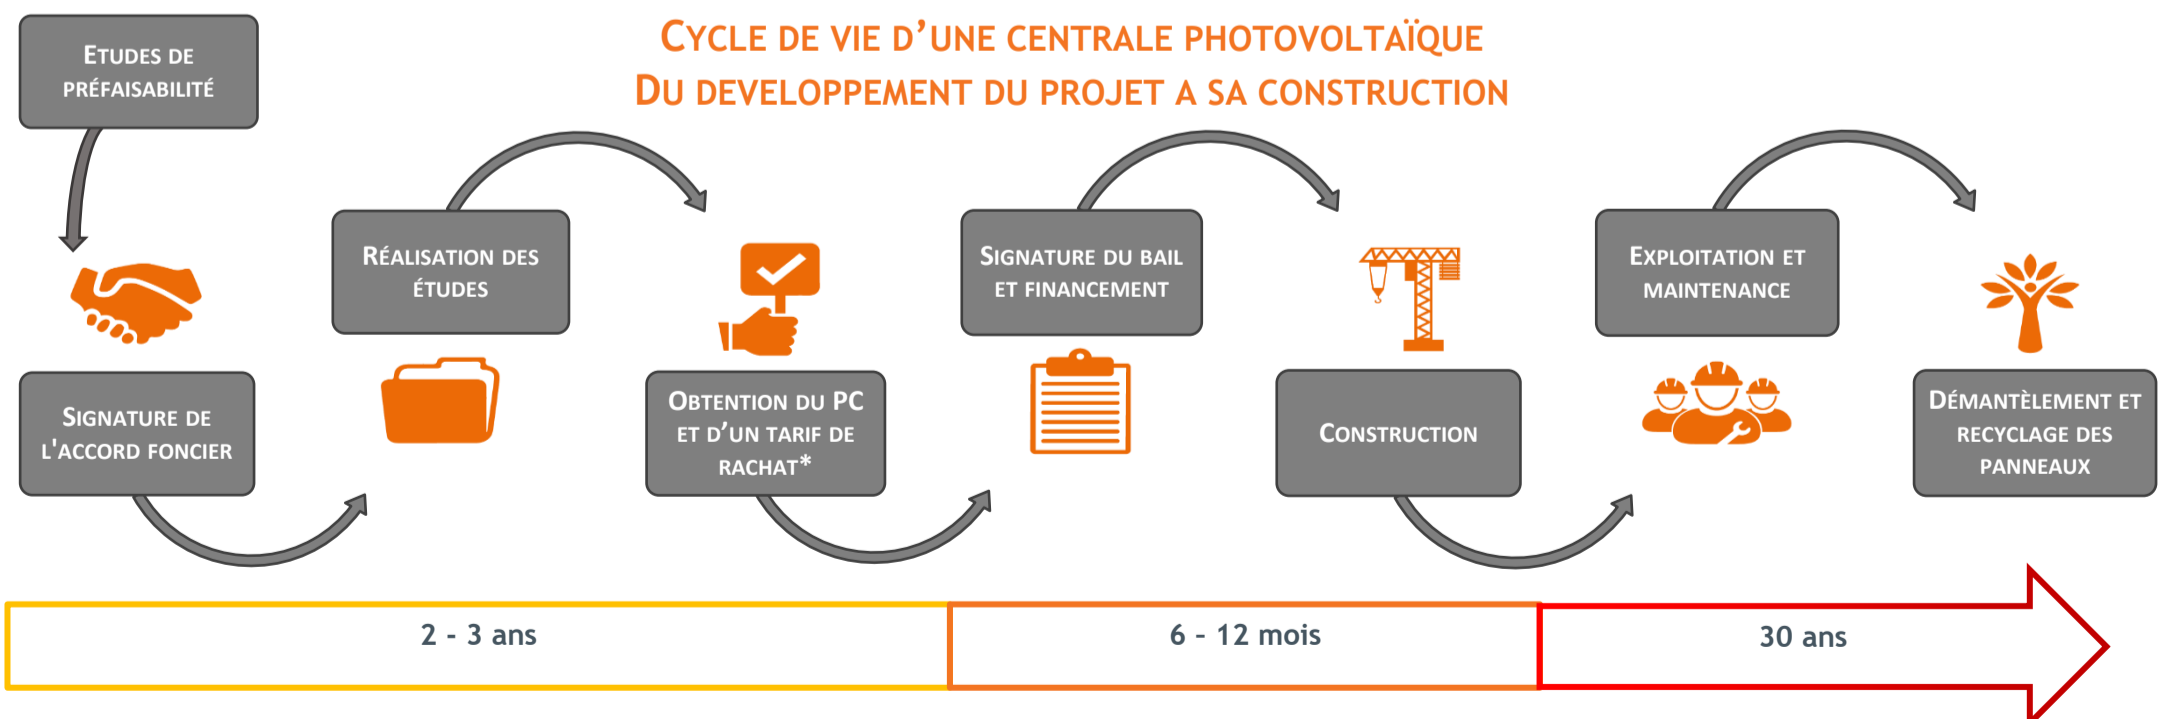 CYCLE DE VIE D'UNE CENTRALE PHOTOVOLTAÏQUE
DU DEVELOPPEMENT DU PROJET A SA CONSTRUCTION
ETUDES DE
PRÉFAISABILITÉ
SIGNATURE DE
L'ACCORD FONCIER
RÉALISATION DES
ÉTUDES
OBTENTION DU PC
ET D'UN TARIF DE
RACHAT*
SIGNATURE DU BAIL
ET FINANCEMENT
CONSTRUCTION
EXPLOITATION ET
MAINTENANCE
DÉMANTÈLEMENT ET
RECYCLAGE DES
PANNEAUX
2 - 3 ans
6 – 12 mois
30 ans